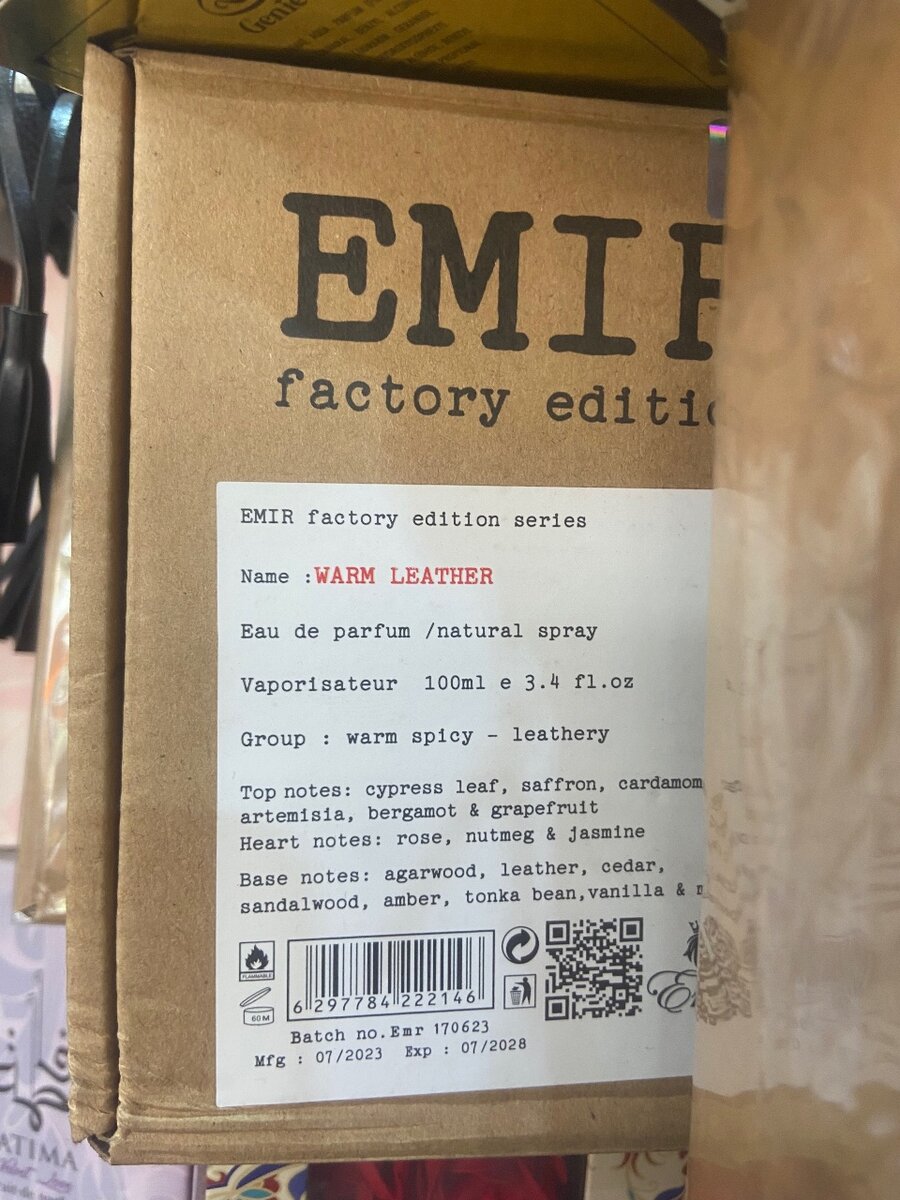 Genie
EMIR
factory editio
EMIR factory edition series
Name :WARM LEATHER
Eau de parfum /natural spray
Vaporisateur 100ml e 3.4 fl.oz
Group : warm spicy - leathery
Top notes: cypress leaf, saffron, cardamom
artemisia, bergamot & grapefruit
Heart notes: rose, nutmeg & jasmine
Base notes: agarwood, leather, cedar,
sandalwood, amber, tonka bean,vanilla &
FLAMMABLE
60M
6 297784 222146
Batch no.Emr 170623
Mfg : 07/2023 Exp : 07/2028
ATIMA